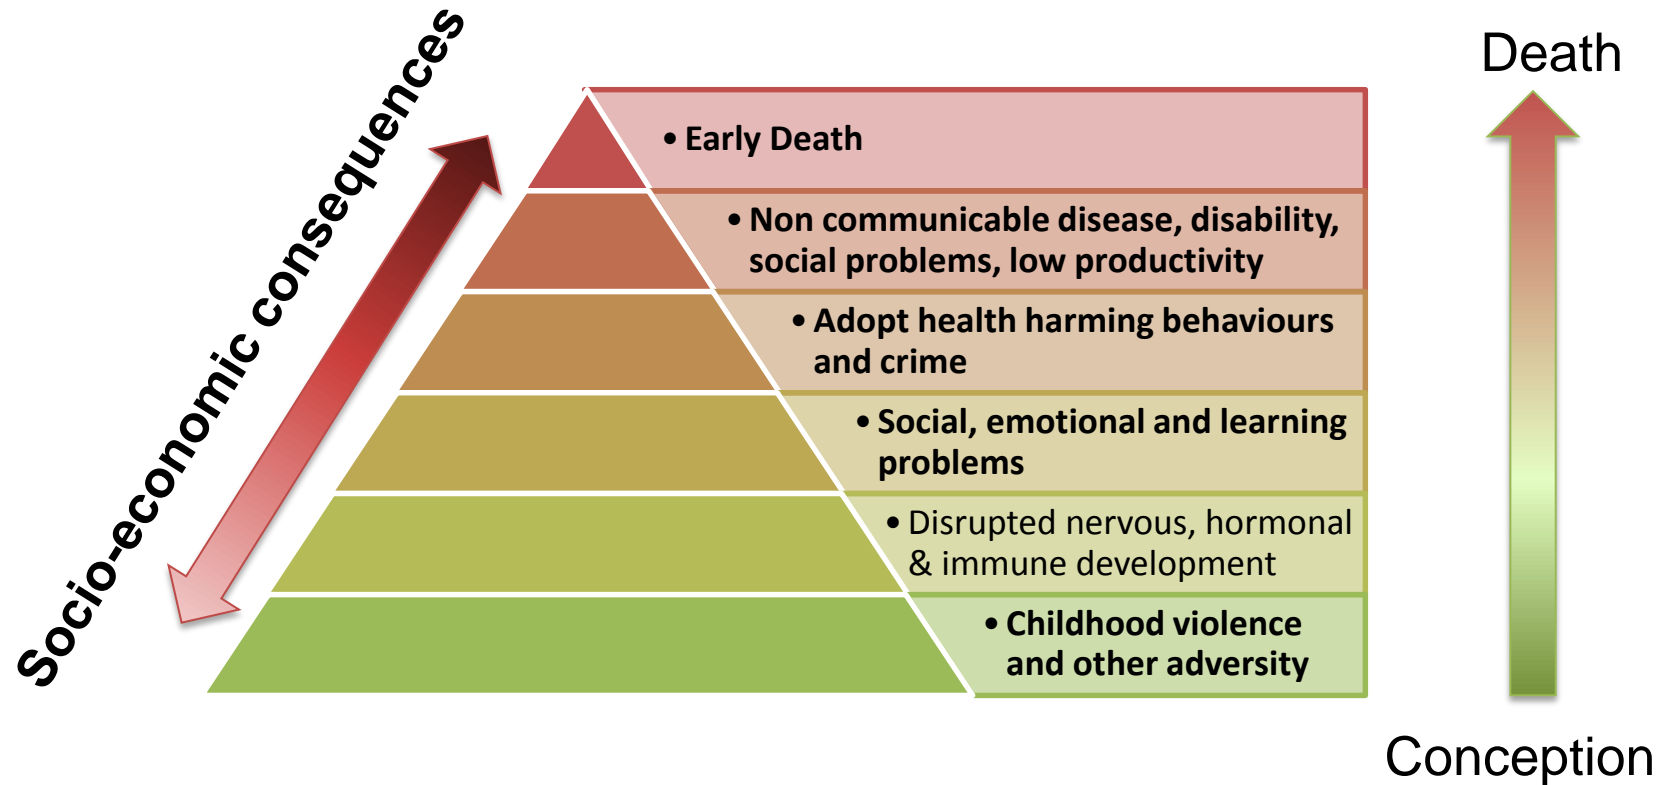 Socio-economic consequences
Death
• Early Death
• Non communicable disease, disability,
social problems, low productivity
• Adopt health harming behaviours
and crime
• Social, emotional and learning
problems
• Disrupted nervous, hormonal
& immune development
• Childhood violence
and other adversity
Conception